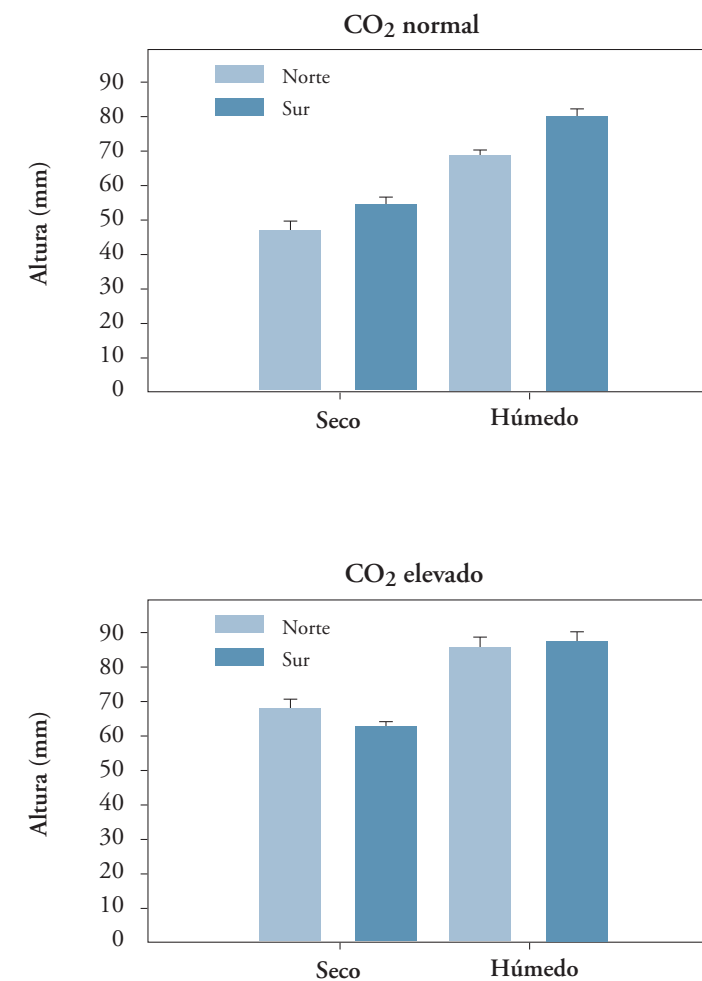 CO2 normal
Norte
Sur
90
80
70
60
50
40
30
20
10
0
Altura (mm)
Seco Húmedo
CO2 elevado
Norte
Sur
90
80
70
60
50
40
30
20
10
0
Altura (mm)
Seco Húmedo